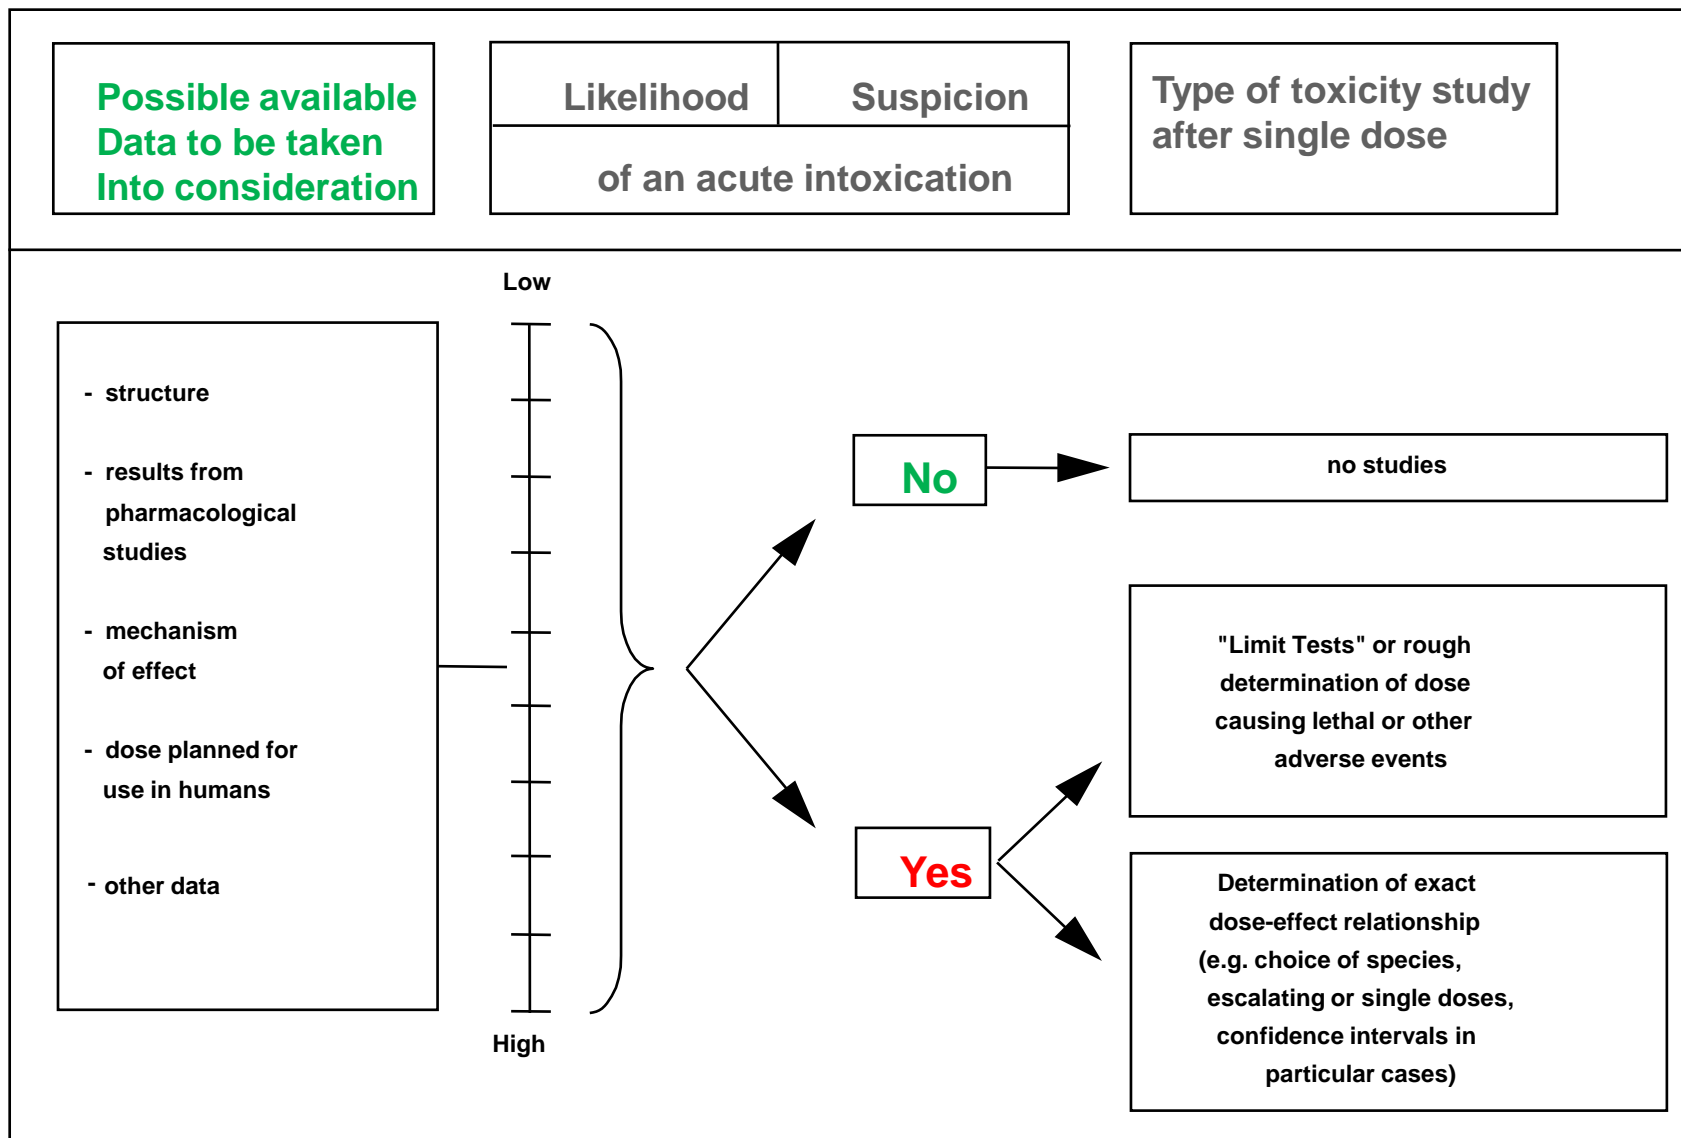 Possible available
Data to be taken
Into consideration
Likelihood
Suspicion
of an acute intoxication
Type of toxicity study
after single dose
Low
- structure
- results from
pharmacological
studies
- mechanism
of effect
- dose planned for
use in humans
- other data
High
No
no studies
Yes
"Limit Tests" or rough
determination of dose
causing lethal or other
adverse events
Determination of exact
dose-effect relationship
(e.g. choice of species,
escalating or single doses,
confidence intervals in
particular cases)